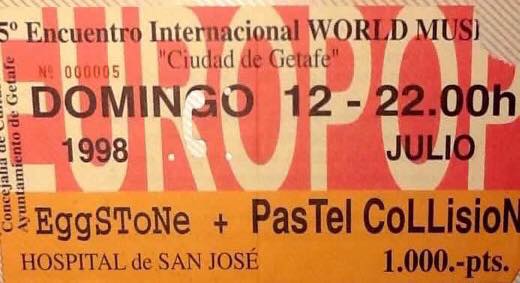 5º Encuentro Internacional WORLD MUSI
"Ciudad de Getafe"
Nº 000005
EUROPOP
DOMINGO 12 - 22.00h
1998 JULIO
Concejalía de Cultura
Ayuntamiento de Getafe
EggSToNe + PasTel CoLLisioN
HOSPITAL de SAN JOSÉ 1.000.-pts.